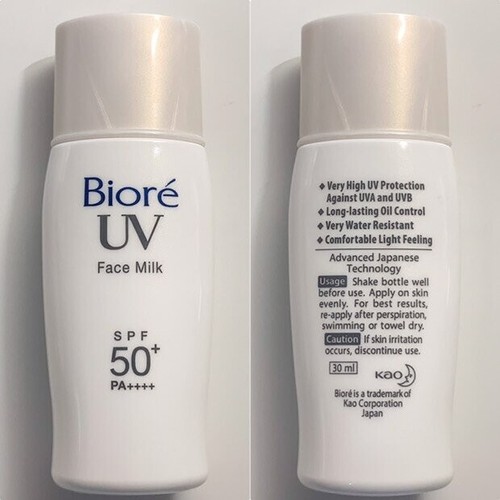 Bioré
UV
Face Milk
SPF
50+
PA++++
❖ Very High UV Protection
Against UVA and UVB
❖ Long-lasting Oil Control
❖ Very Water Resistant
❖ Comfortable Light Feeling
Advanced Japanese
Technology
Usage Shake bottle well
before use. Apply on skin
evenly. For best results,
re-apply after perspiration,
swimming or towel dry.
Caution If skin irritation
occurs, discontinue use.
30 ml Kao
Bioré is a trademark of
Kao Corporation
Japan